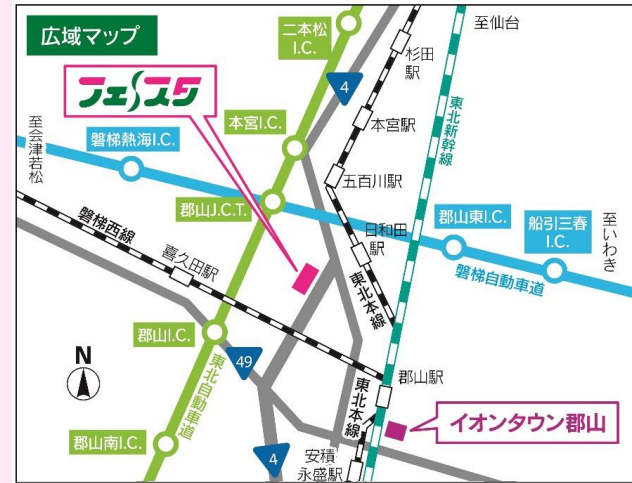 広域マップ
二本松
I.C.
至仙台
杉田
駅
フェスタ
4
東北新幹線
本宮I.C.
本宮駅
至会津若松
磐梯熱海I.C.
五百川駅
郡山J.C.T.
日和田
駅
郡山東I.C.
船引三春
I.C.
至いわき
磐梯西線
喜久田駅
磐梯自動車道
東北本線
郡山I.C.
N
49
東北自動車道
郡山駅
東北本線
イオンタウン郡山
郡山南I.C.
4
安積
永盛駅